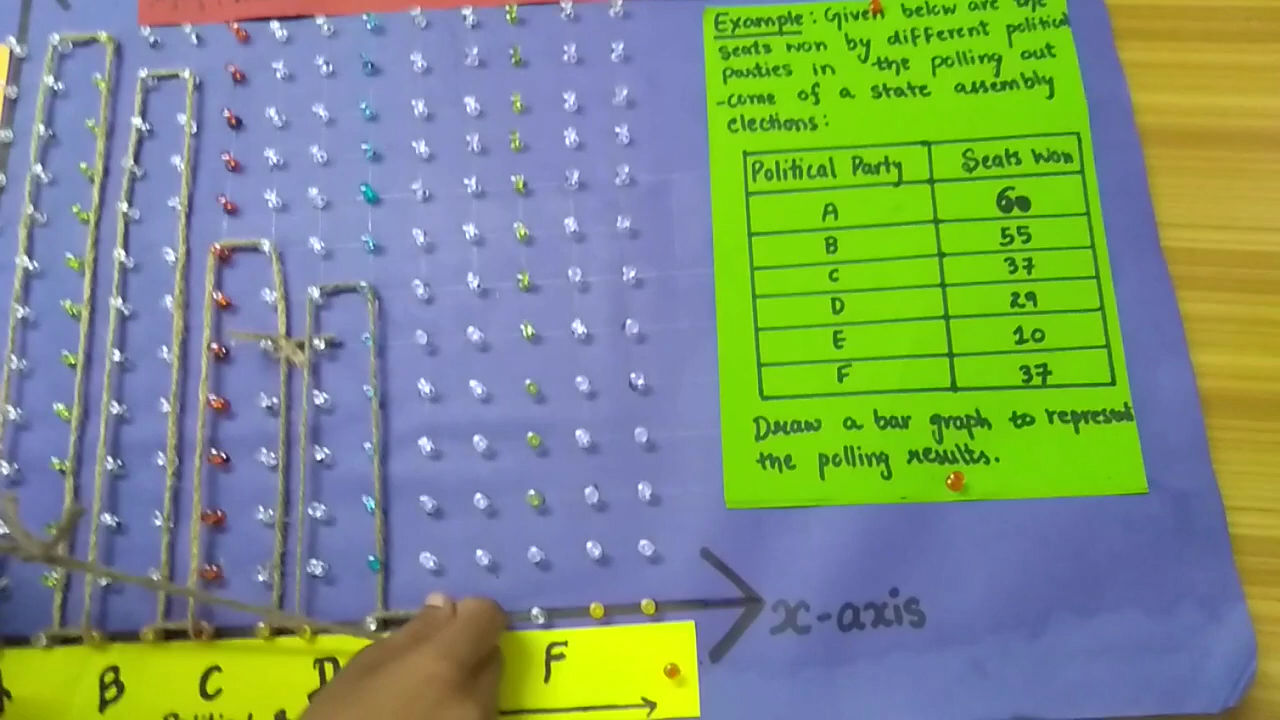 Example: Given below are the
seats won by different political
parties in the polling out
-come of a state assembly
elections:
Political Party Seats Won
A 60
B 55
C 37
D 29
E 10
F 37
Draw a bar graph to represent
the polling results.
x-axis
A B C D F